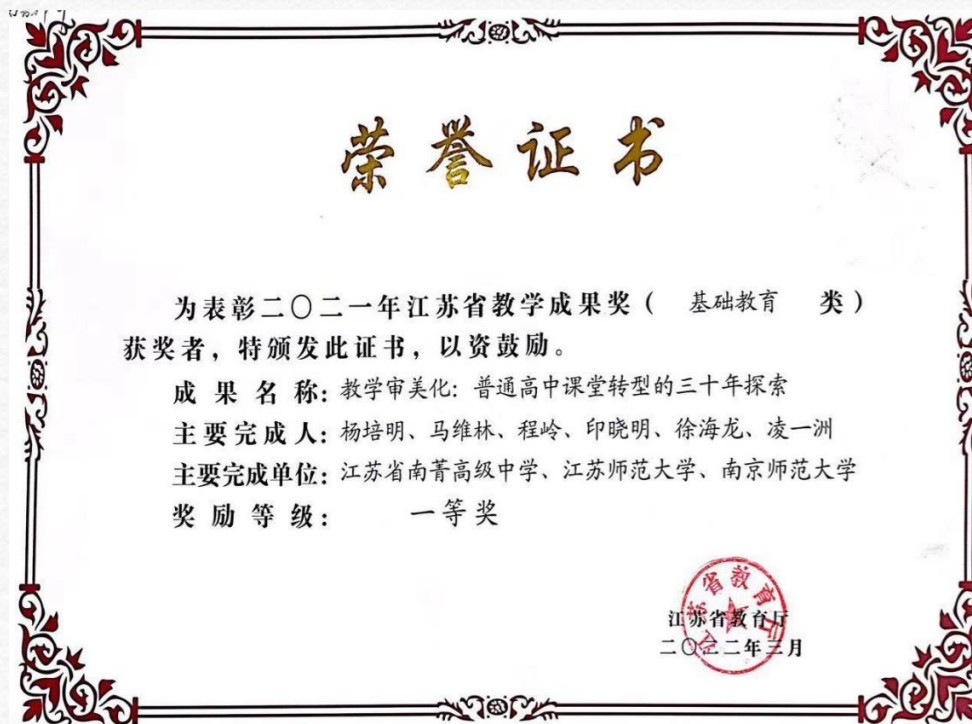 荣誉证书
为表彰二〇二一年江苏省教学成果奖（ 基础教育 类）
获奖者，特颁发此证书，以资鼓励。
成果名称：教学审美化：普通高中课堂转型的三十年探索
主要完成人：杨培明、马维林、程岭、印晓明、徐海龙、凌一洲
主要完成单位：江苏省南菁高级中学、江苏师范大学、南京师范大学
奖励等级： 一等奖
江苏省教育厅
江苏省教育厅
二〇二二年三月